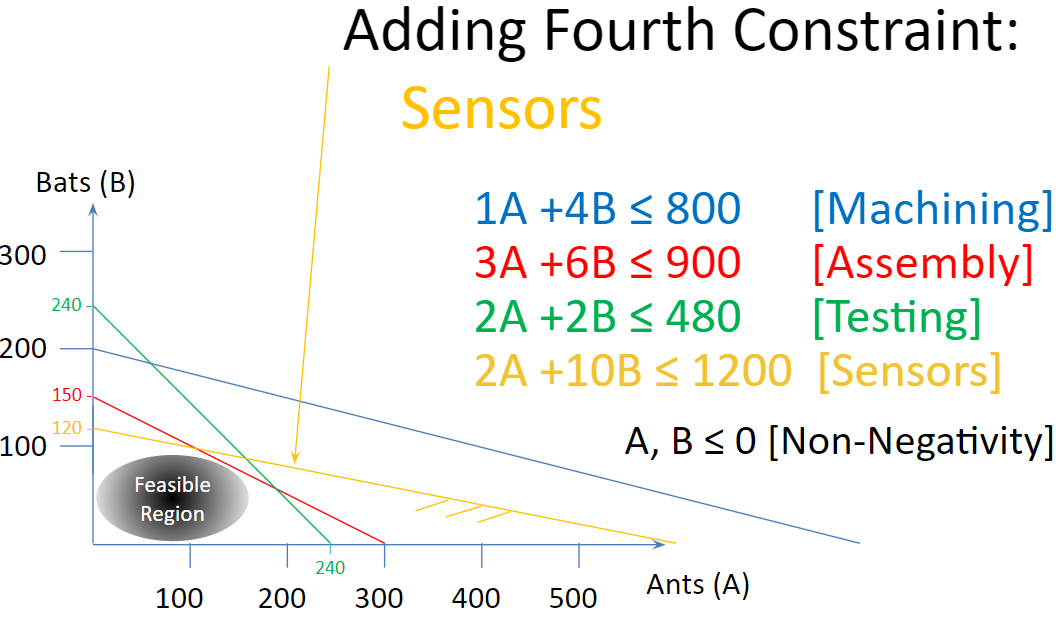 Adding Fourth Constraint:
Sensors
Bats (B)
1A +4B ≤ 800 [Machining]
3A +6B ≤ 900 [Assembly]
2A +2B ≤ 480 [Testing]
2A +10B ≤ 1200 [Sensors]
A, B ≤ 0 [Non-Negativity]
300
240
200
150
120
100
Feasible
Region
240
100 200 300 400 500
Ants (A)